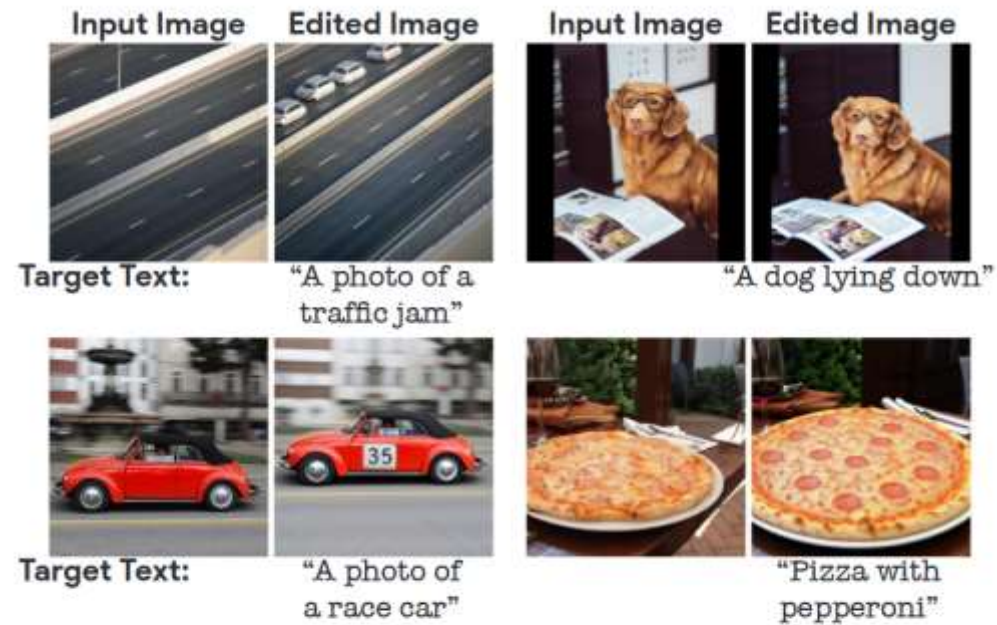 Input Image Edited Image Input Image Edited Image
Target Text: "A photo of a traffic jam"
"A dog lying down"
35
Target Text: "A photo of a race car"
"Pizza with pepperoni"